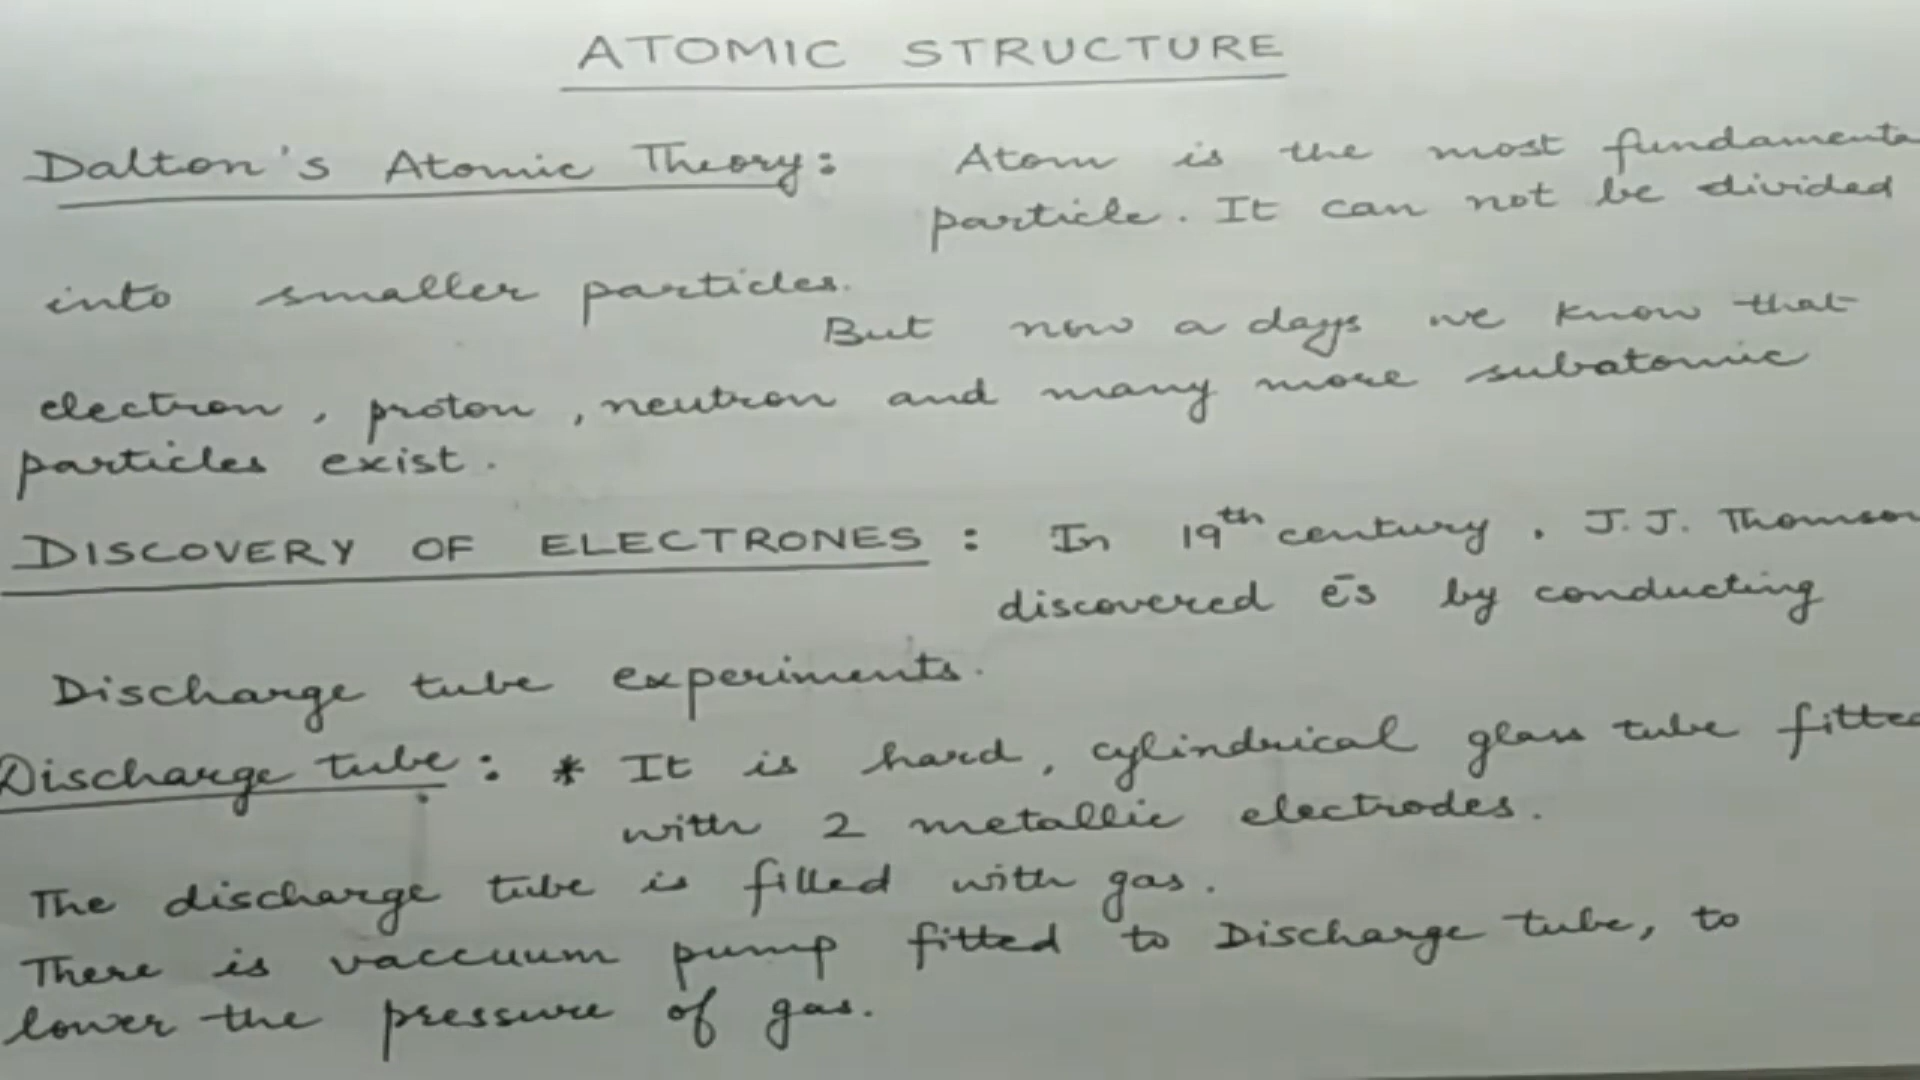 ATOMIC STRUCTURE
Dalton's Atomic Theory: Atom is the most fundamenta
particle. It can not be divided
into smaller particles.
But now a days we know that
electron, proton, neutron and many more subatomic
particles exist.
DISCOVERY OF ELECTRONES: In 19th century, J.J. Thomson
discovered ēs by conducting
Discharge tube experiments.
Discharge tube: * It is hard, cylindrical glass tube fitted
with 2 metallic electrodes.
The discharge tube is filled with gas.
There is vaccuum pump fitted to Discharge tube, to
lower the pressure of gas.